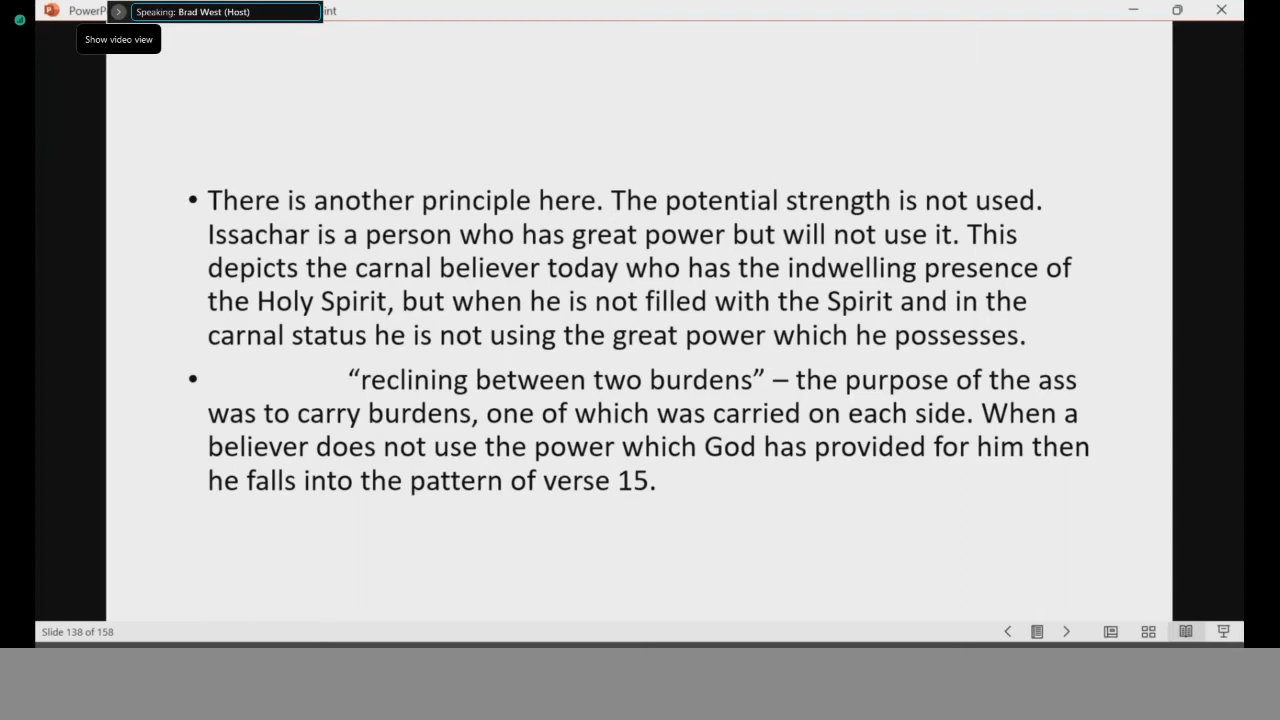 PowerP
Speaking: Brad West (Host)
int
Show video view
• There is another principle here. The potential strength is not used.
Issachar is a person who has great power but will not use it. This
depicts the carnal believer today who has the indwelling presence of
the Holy Spirit, but when he is not filled with the Spirit and in the
carnal status he is not using the great power which he possesses.
• “reclining between two burdens” – the purpose of the ass
was to carry burdens, one of which was carried on each side. When a
believer does not use the power which God has provided for him then
he falls into the pattern of verse 15.
Slide 138 of 158